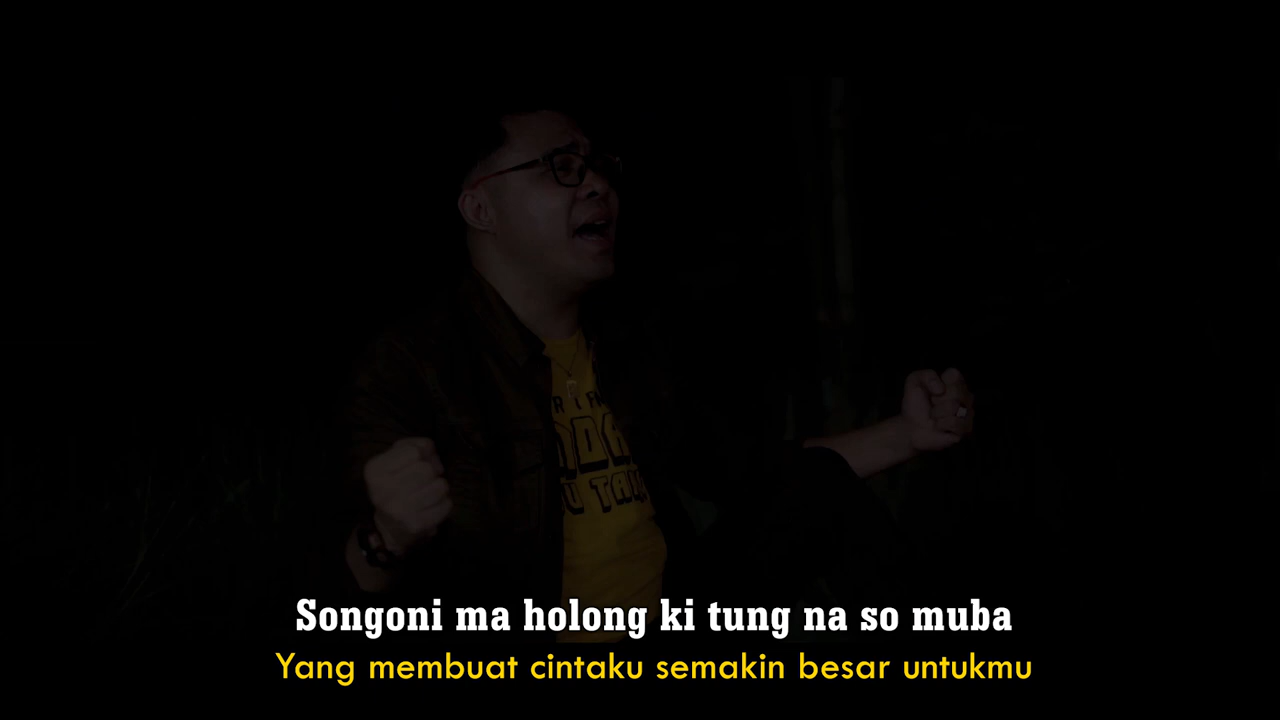 Songoni ma holong ki tung na so muba
Yang membuat cintaku semakin besar untukmu